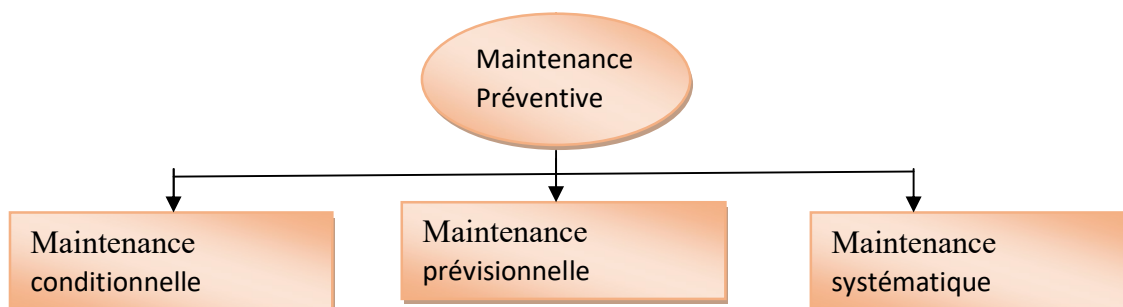 Maintenance
Préventive
Maintenance
conditionnelle
Maintenance
prévisionnelle
Maintenance
systématique